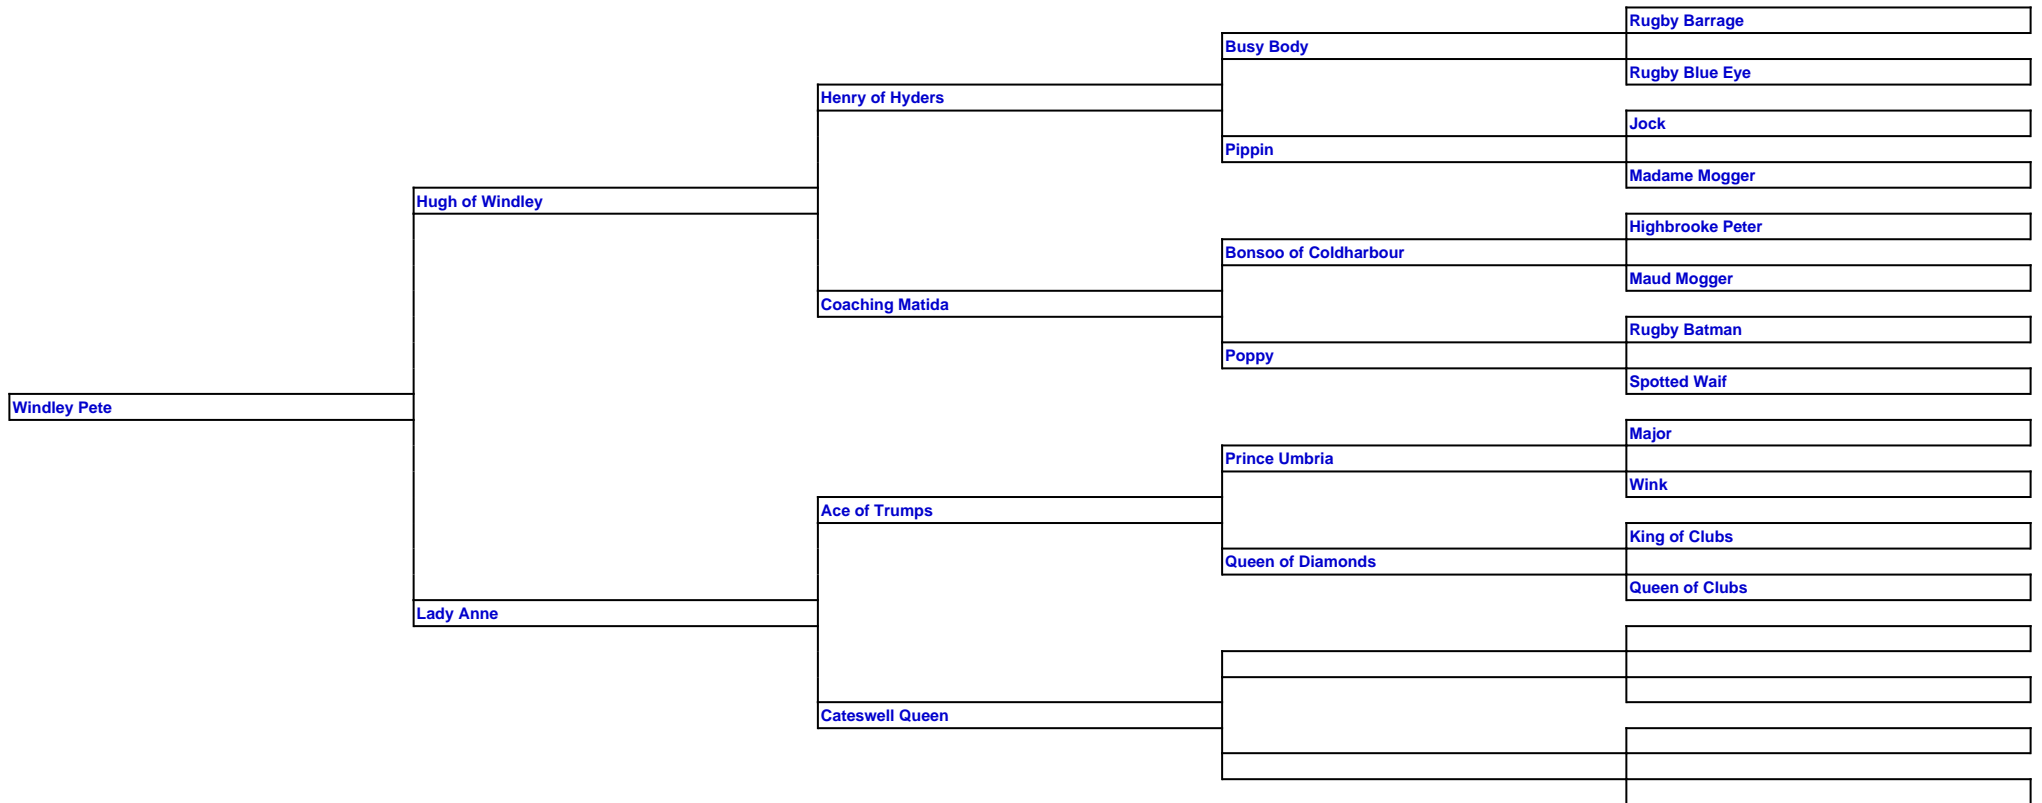 Rugby Barrage
Busy Body
Rugby Blue Eye
Henry of Hyders
Jock
Pippin
Madame Mogger
Hugh of Windley
Highbrooke Peter
Bonsoo of Coldharbour
Maud Mogger
Coaching Matida
Rugby Batman
Poppy
Spotted Waif
Windley Pete
Major
Prince Umbria
Wink
Ace of Trumps
King of Clubs
Queen of Diamonds
Queen of Clubs
Lady Anne
Cateswell Queen